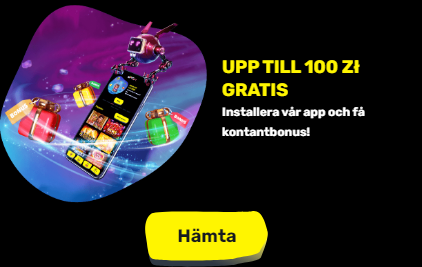 UPP TILL 100 Zł
GRATIS
Installera vår app och få
kontantbonus!
Hämta